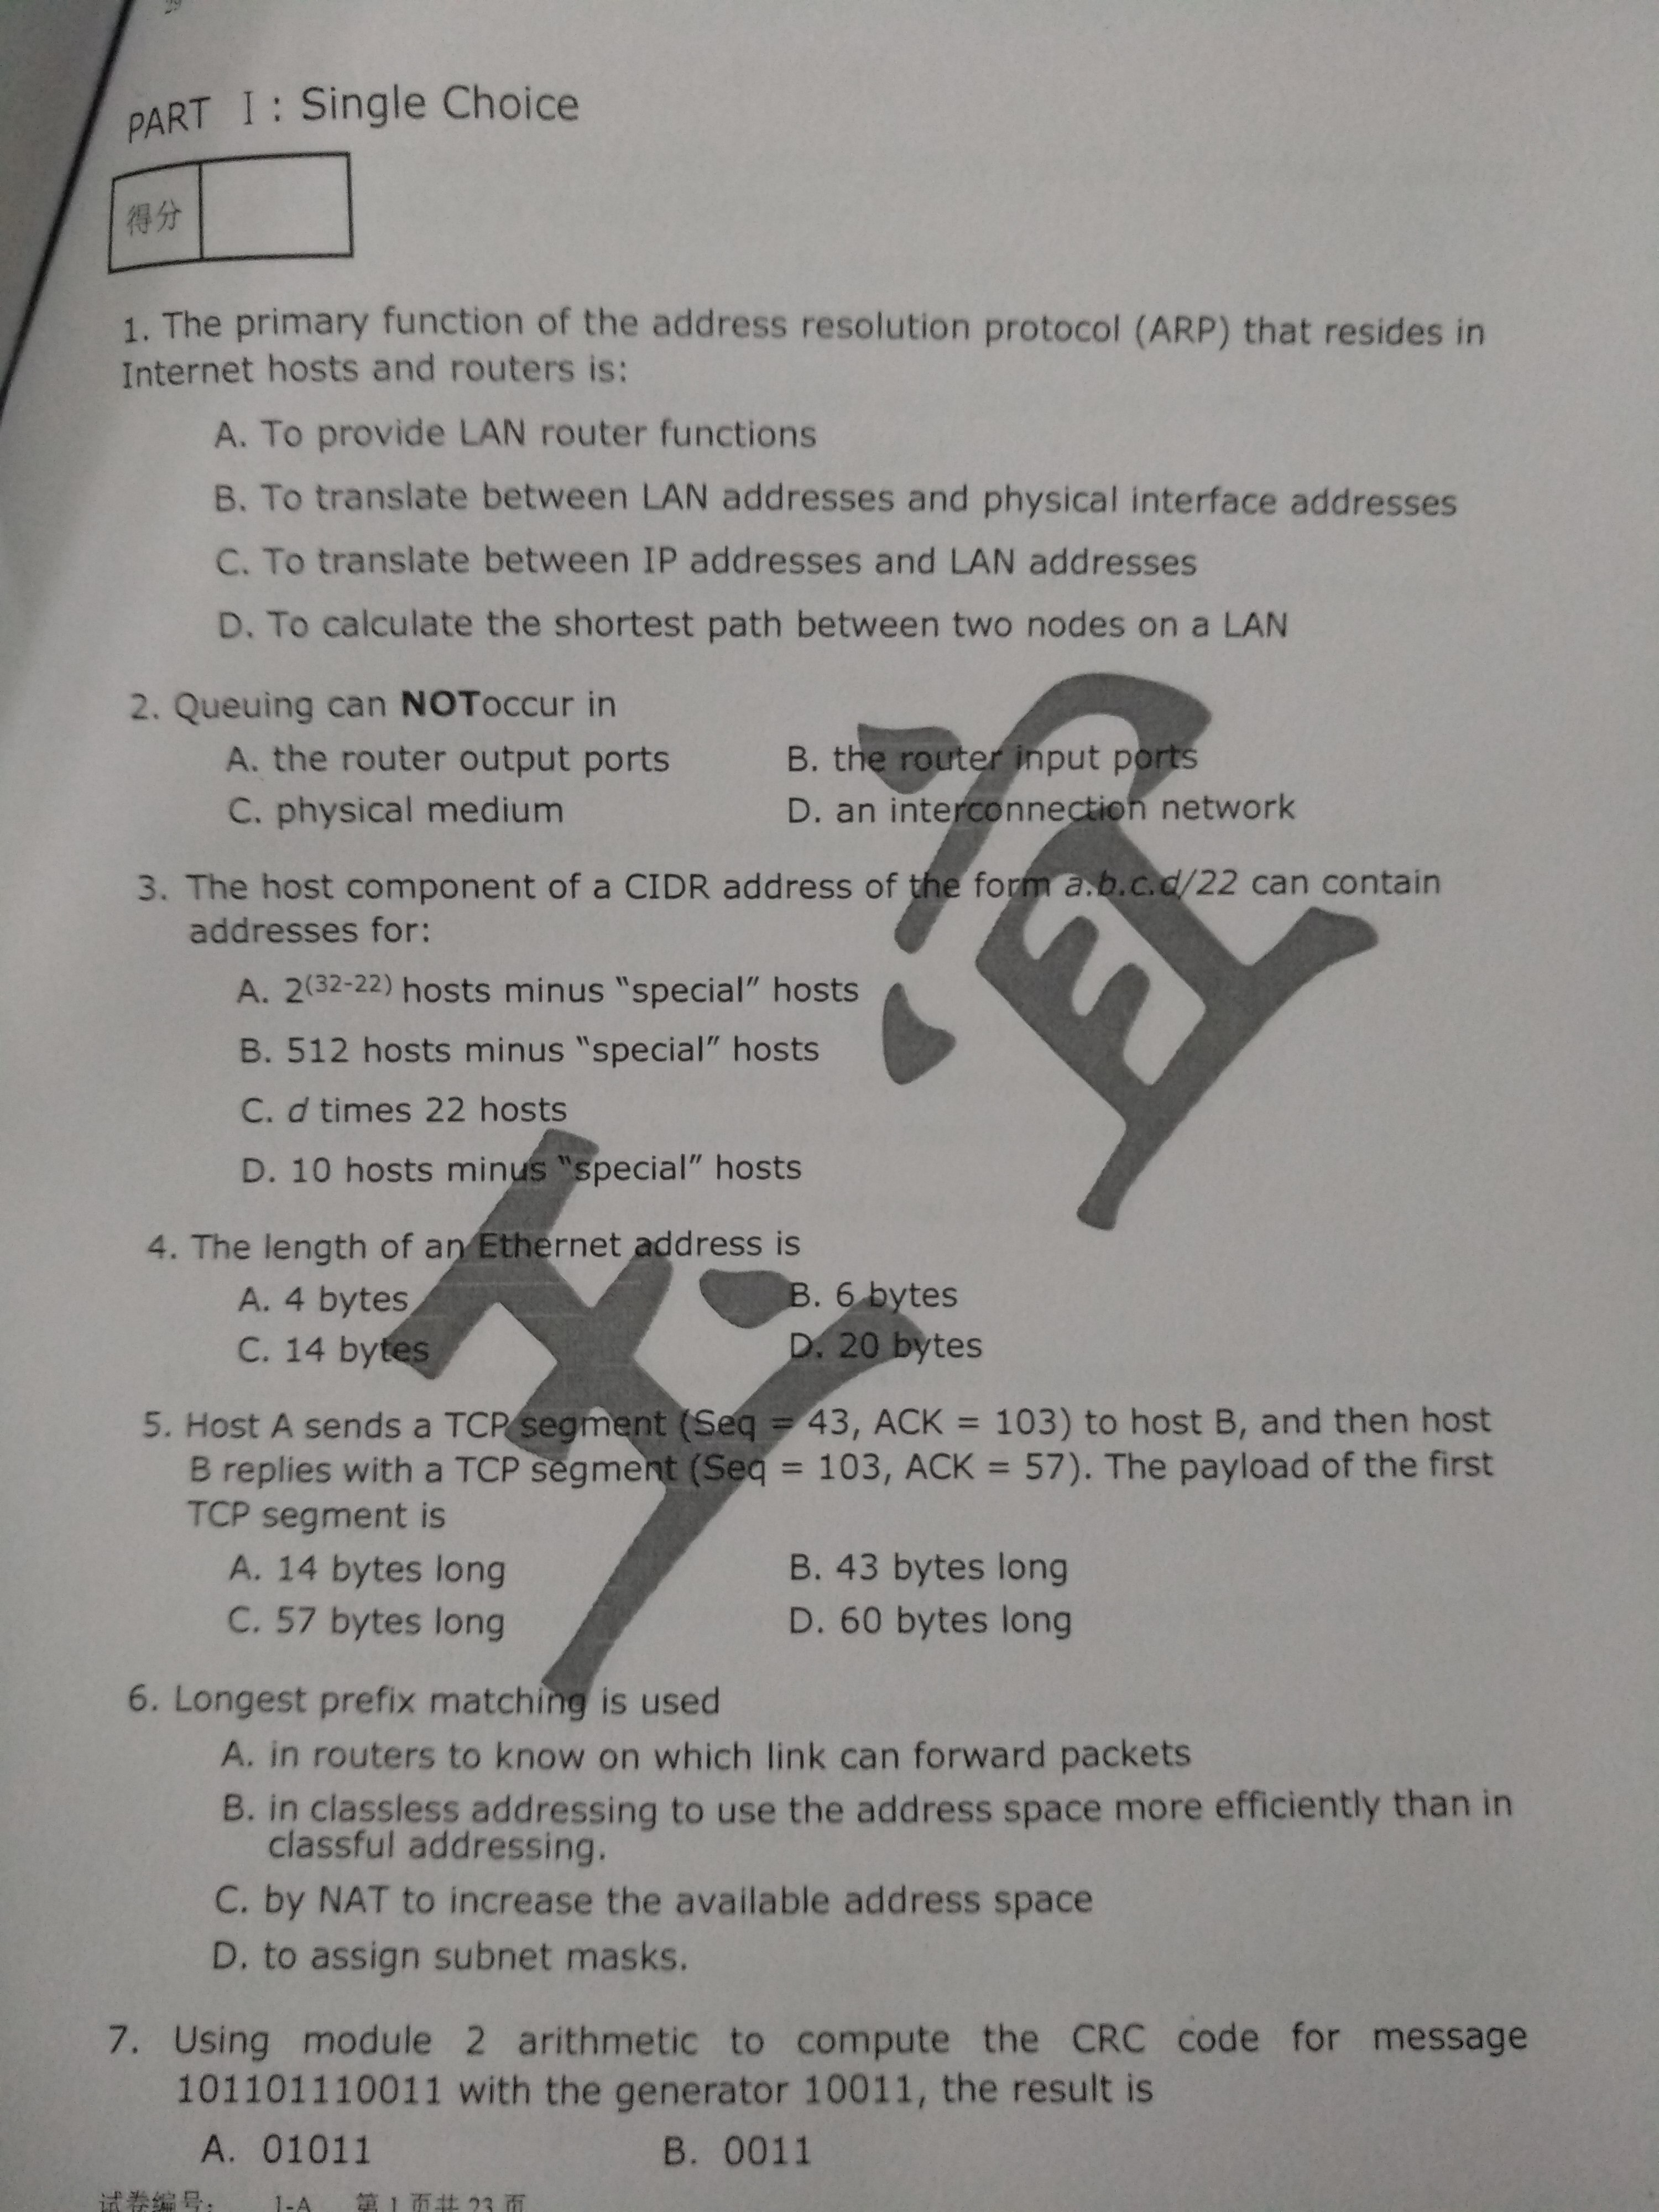 PART Ⅰ: Single Choice
得分
1. The primary function of the address resolution protocol (ARP) that resides in
Internet hosts and routers is:
A. To provide LAN router functions
B. To translate between LAN addresses and physical interface addresses
C. To translate between IP addresses and LAN addresses
D. To calculate the shortest path between two nodes on a LAN
2. Queuing can NOToccur in
A. the router output ports B. the router input ports
C. physical medium D. an interconnection network
3. The host component of a CIDR address of the form a.b.c.d/22 can contain
addresses for:
A. 2(32-22) hosts minus “special” hosts
B. 512 hosts minus “special” hosts
C. d times 22 hosts
D. 10 hosts minus “special” hosts
4. The length of an Ethernet address is
A. 4 bytes B. 6 bytes
C. 14 bytes D. 20 bytes
5. Host A sends a TCP segment (Seq = 43, ACK = 103) to host B, and then host
B replies with a TCP segment (Seq = 103, ACK = 57). The payload of the first
TCP segment is
A. 14 bytes long B. 43 bytes long
C. 57 bytes long D. 60 bytes long
6. Longest prefix matching is used
A. in routers to know on which link can forward packets
B. in classless addressing to use the address space more efficiently than in
classful addressing.
C. by NAT to increase the available address space
D. to assign subnet masks.
7. Using module 2 arithmetic to compute the CRC code for message
101101110011 with the generator 10011, the result is
A. 01011 B. 0011
试卷编号: 1-A 第 1 页共 23 页